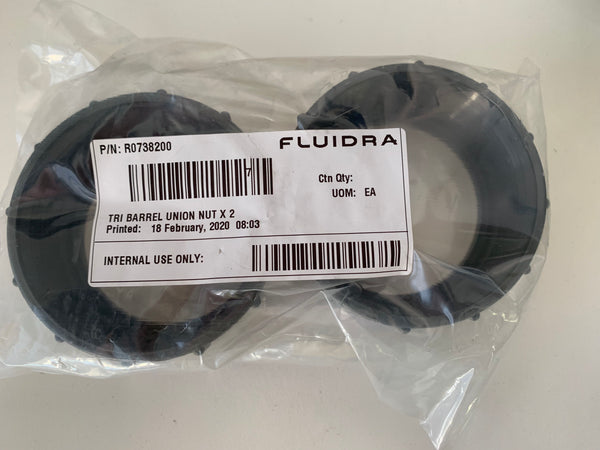 P/N: R0738200
FLUIDRA
7
Ctn Qty:
UOM: EA
TRI BARREL UNION NUT X 2
Printed: 18 February, 2020 08:03
INTERNAL USE ONLY: